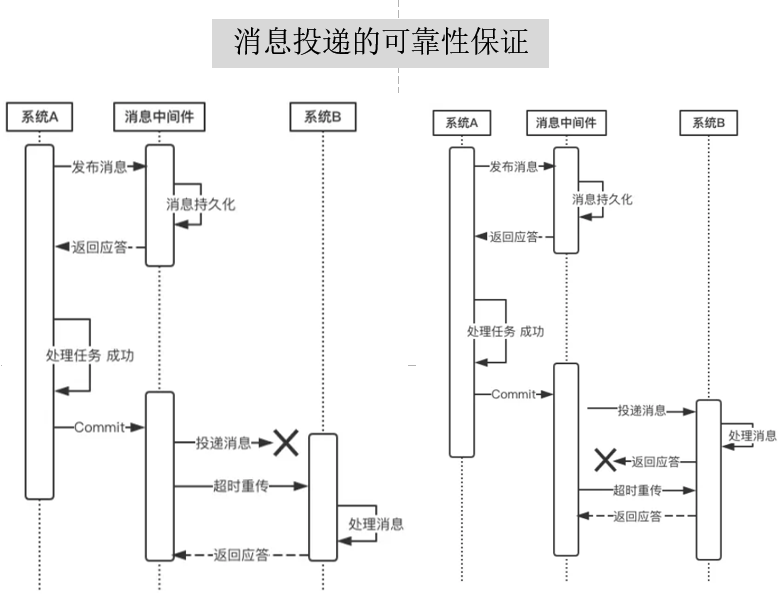 消息投递的可靠性保证
系统A
消息中间件
系统B
发布消息
消息持久化
返回应答
处理任务 成功
Commit
投递消息
超时重传
处理消息
返回应答
系统A
消息中间件
系统B
发布消息
消息持久化
返回应答
处理任务 成功
Commit
投递消息
处理消息
返回应答
超时重传
返回应答